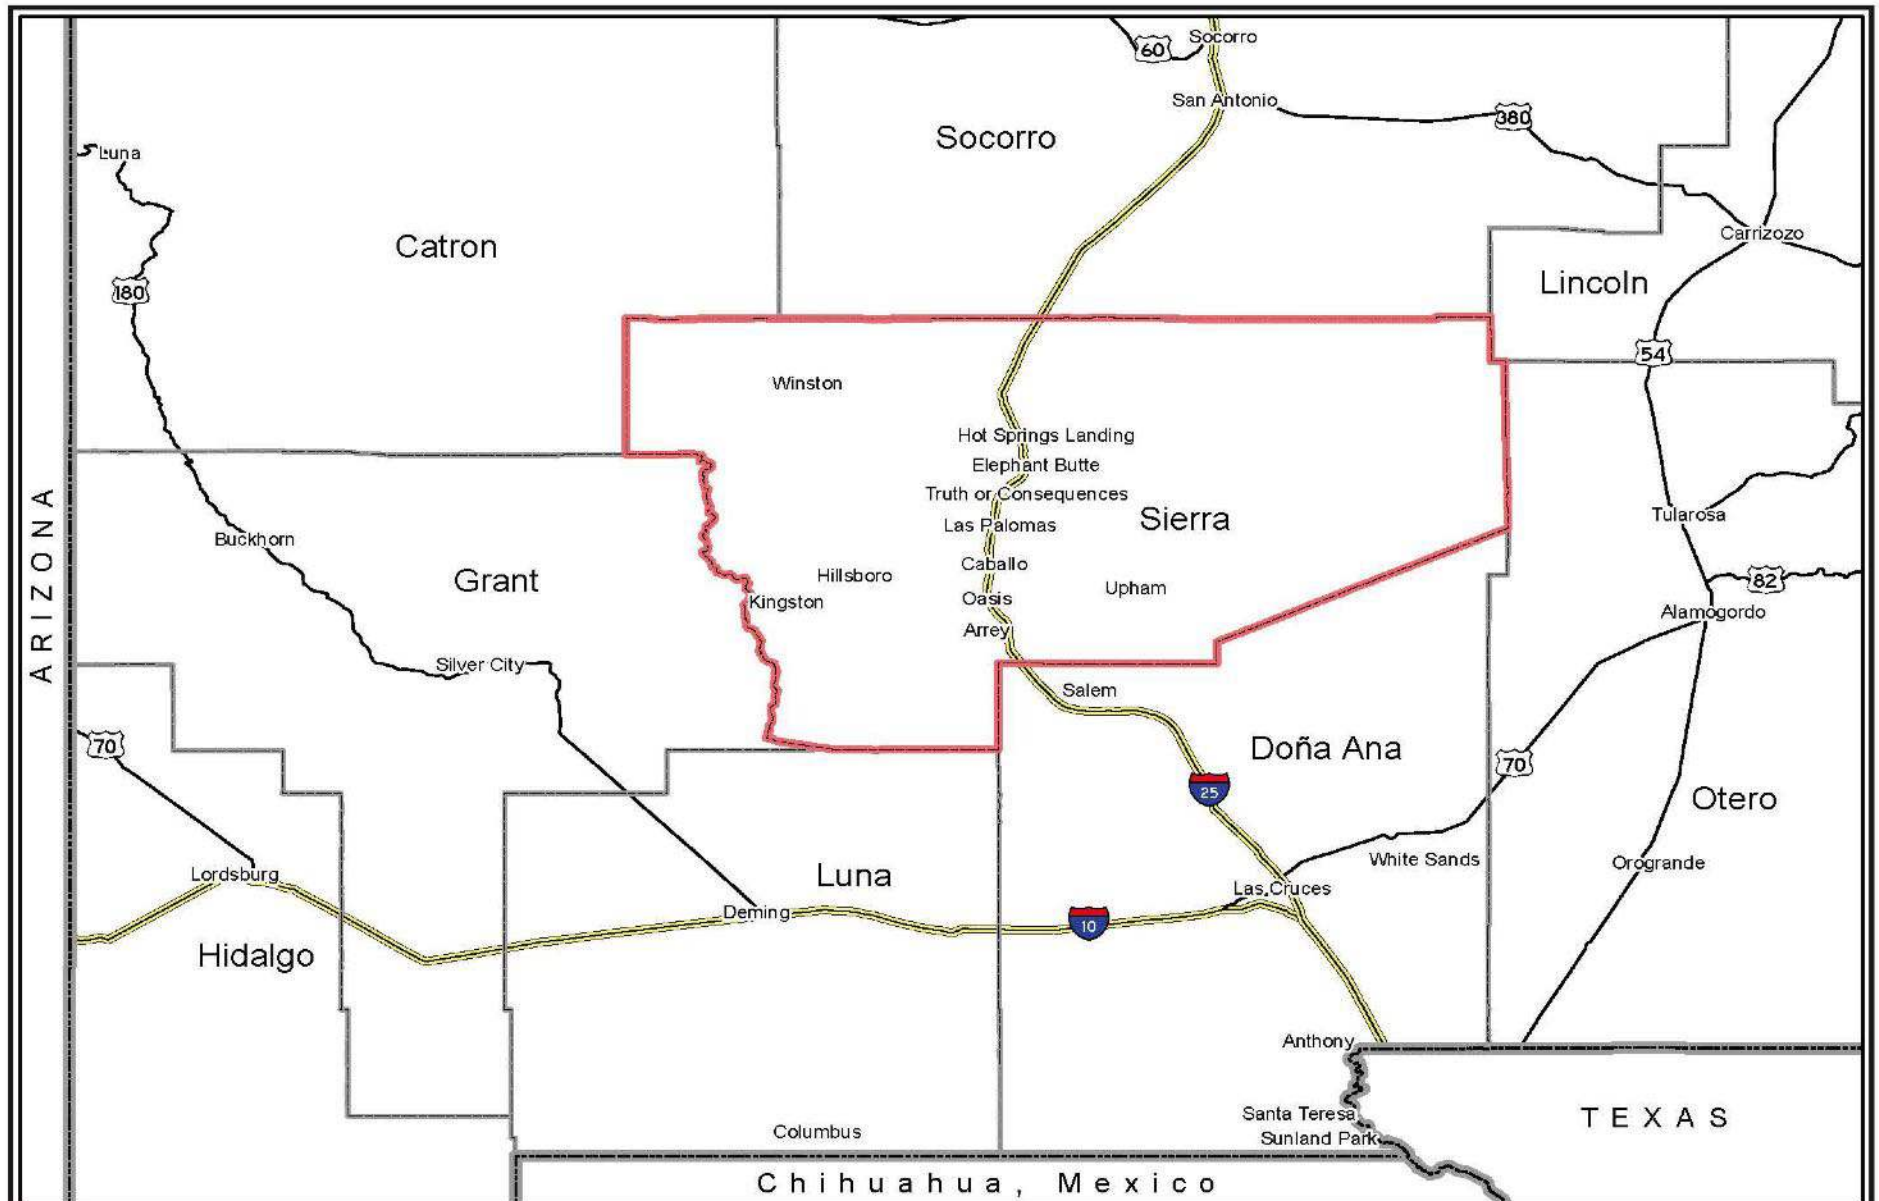 60
Socorro
San Antonio
380
Socorro
Luna
Catron
Carrizozo
180
Lincoln
54
Winston
Hot Springs Landing
Elephant Butte
Truth or Consequences
Las Palomas
Sierra
Tularosa
ARIZONA
Buckhorn
Grant
Hillsboro
Caballo
Kingston
Oasis
Upham
82
Arrey
Alamogordo
Silver City
Salem
70
Doña Ana
70
25
Otero
Luna
White Sands
Orogrande
Lordsburg
Las Cruces
Deming
10
Hidalgo
Anthony
Santa Teresa
TEXAS
Columbus
Sunland Park
Chihuahua, Mexico